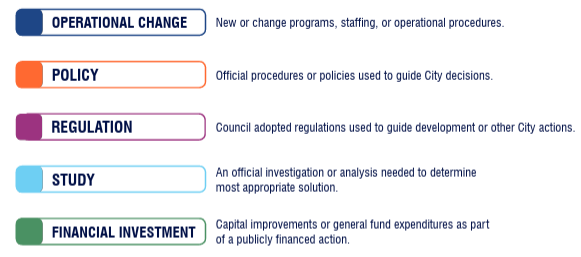 OPERATIONAL CHANGE
New or change programs, staffing, or operational procedures.
POLICY
Official procedures or policies used to guide City decisions.
REGULATION
Council adopted regulations used to guide development or other City actions.
STUDY
An official investigation or analysis needed to determine
most appropriate solution.
FINANCIAL INVESTMENT
Capital improvements or general fund expenditures as part
of a publicly financed action.